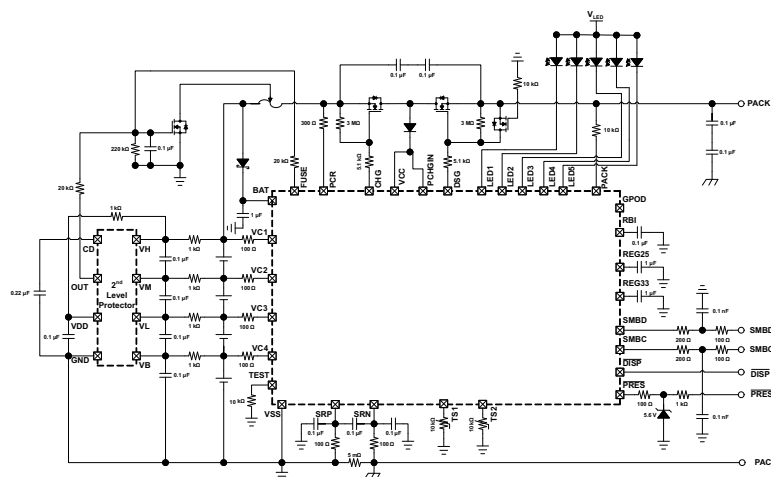 VLED
0.1 µF 0.1 µF
10 kΩ
PACK
220 kΩ
0.1 µF
300 Ω
3 MΩ
3 MΩ
10 kΩ
0.1 µF
0.1 µF
20 kΩ
20 kΩ
5.1 kΩ
5.1 kΩ
FUSE
PCR
CHG
VCC
PCHGIN
DSG
LED1
LED2
LED3
LED4
LED5
PACK
BAT
1 µF
1 kΩ
GPOD
RBI
0.1 µF
REG25
1 µF
REG33
1 µF
CD
VH
1 kΩ
VC1
100 Ω
0.1 µF
OUT
2nd Level Protector
VM
1 kΩ
VC2
100 Ω
0.22 µF
0.1 µF
VDD
VL
1 kΩ
VC3
100 Ω
0.1 µF
0.1 µF
GND
VB
1 kΩ
VC4
100 Ω
0.1 µF
TEST
10 kΩ
VSS
SRP
SRN
0.1 µF
0.1 µF
0.1 µF
100 Ω
100 Ω
5 mΩ
TS1
10 kΩ
TS2
10 kΩ
0.1 nF
SMBD
200 Ω
100 Ω
SMBD
SMBC
200 Ω
100 Ω
SMBC
DISP
DISP
PRES
100 Ω
1 kΩ
PRES
5.6 V
0.1 nF
PAC